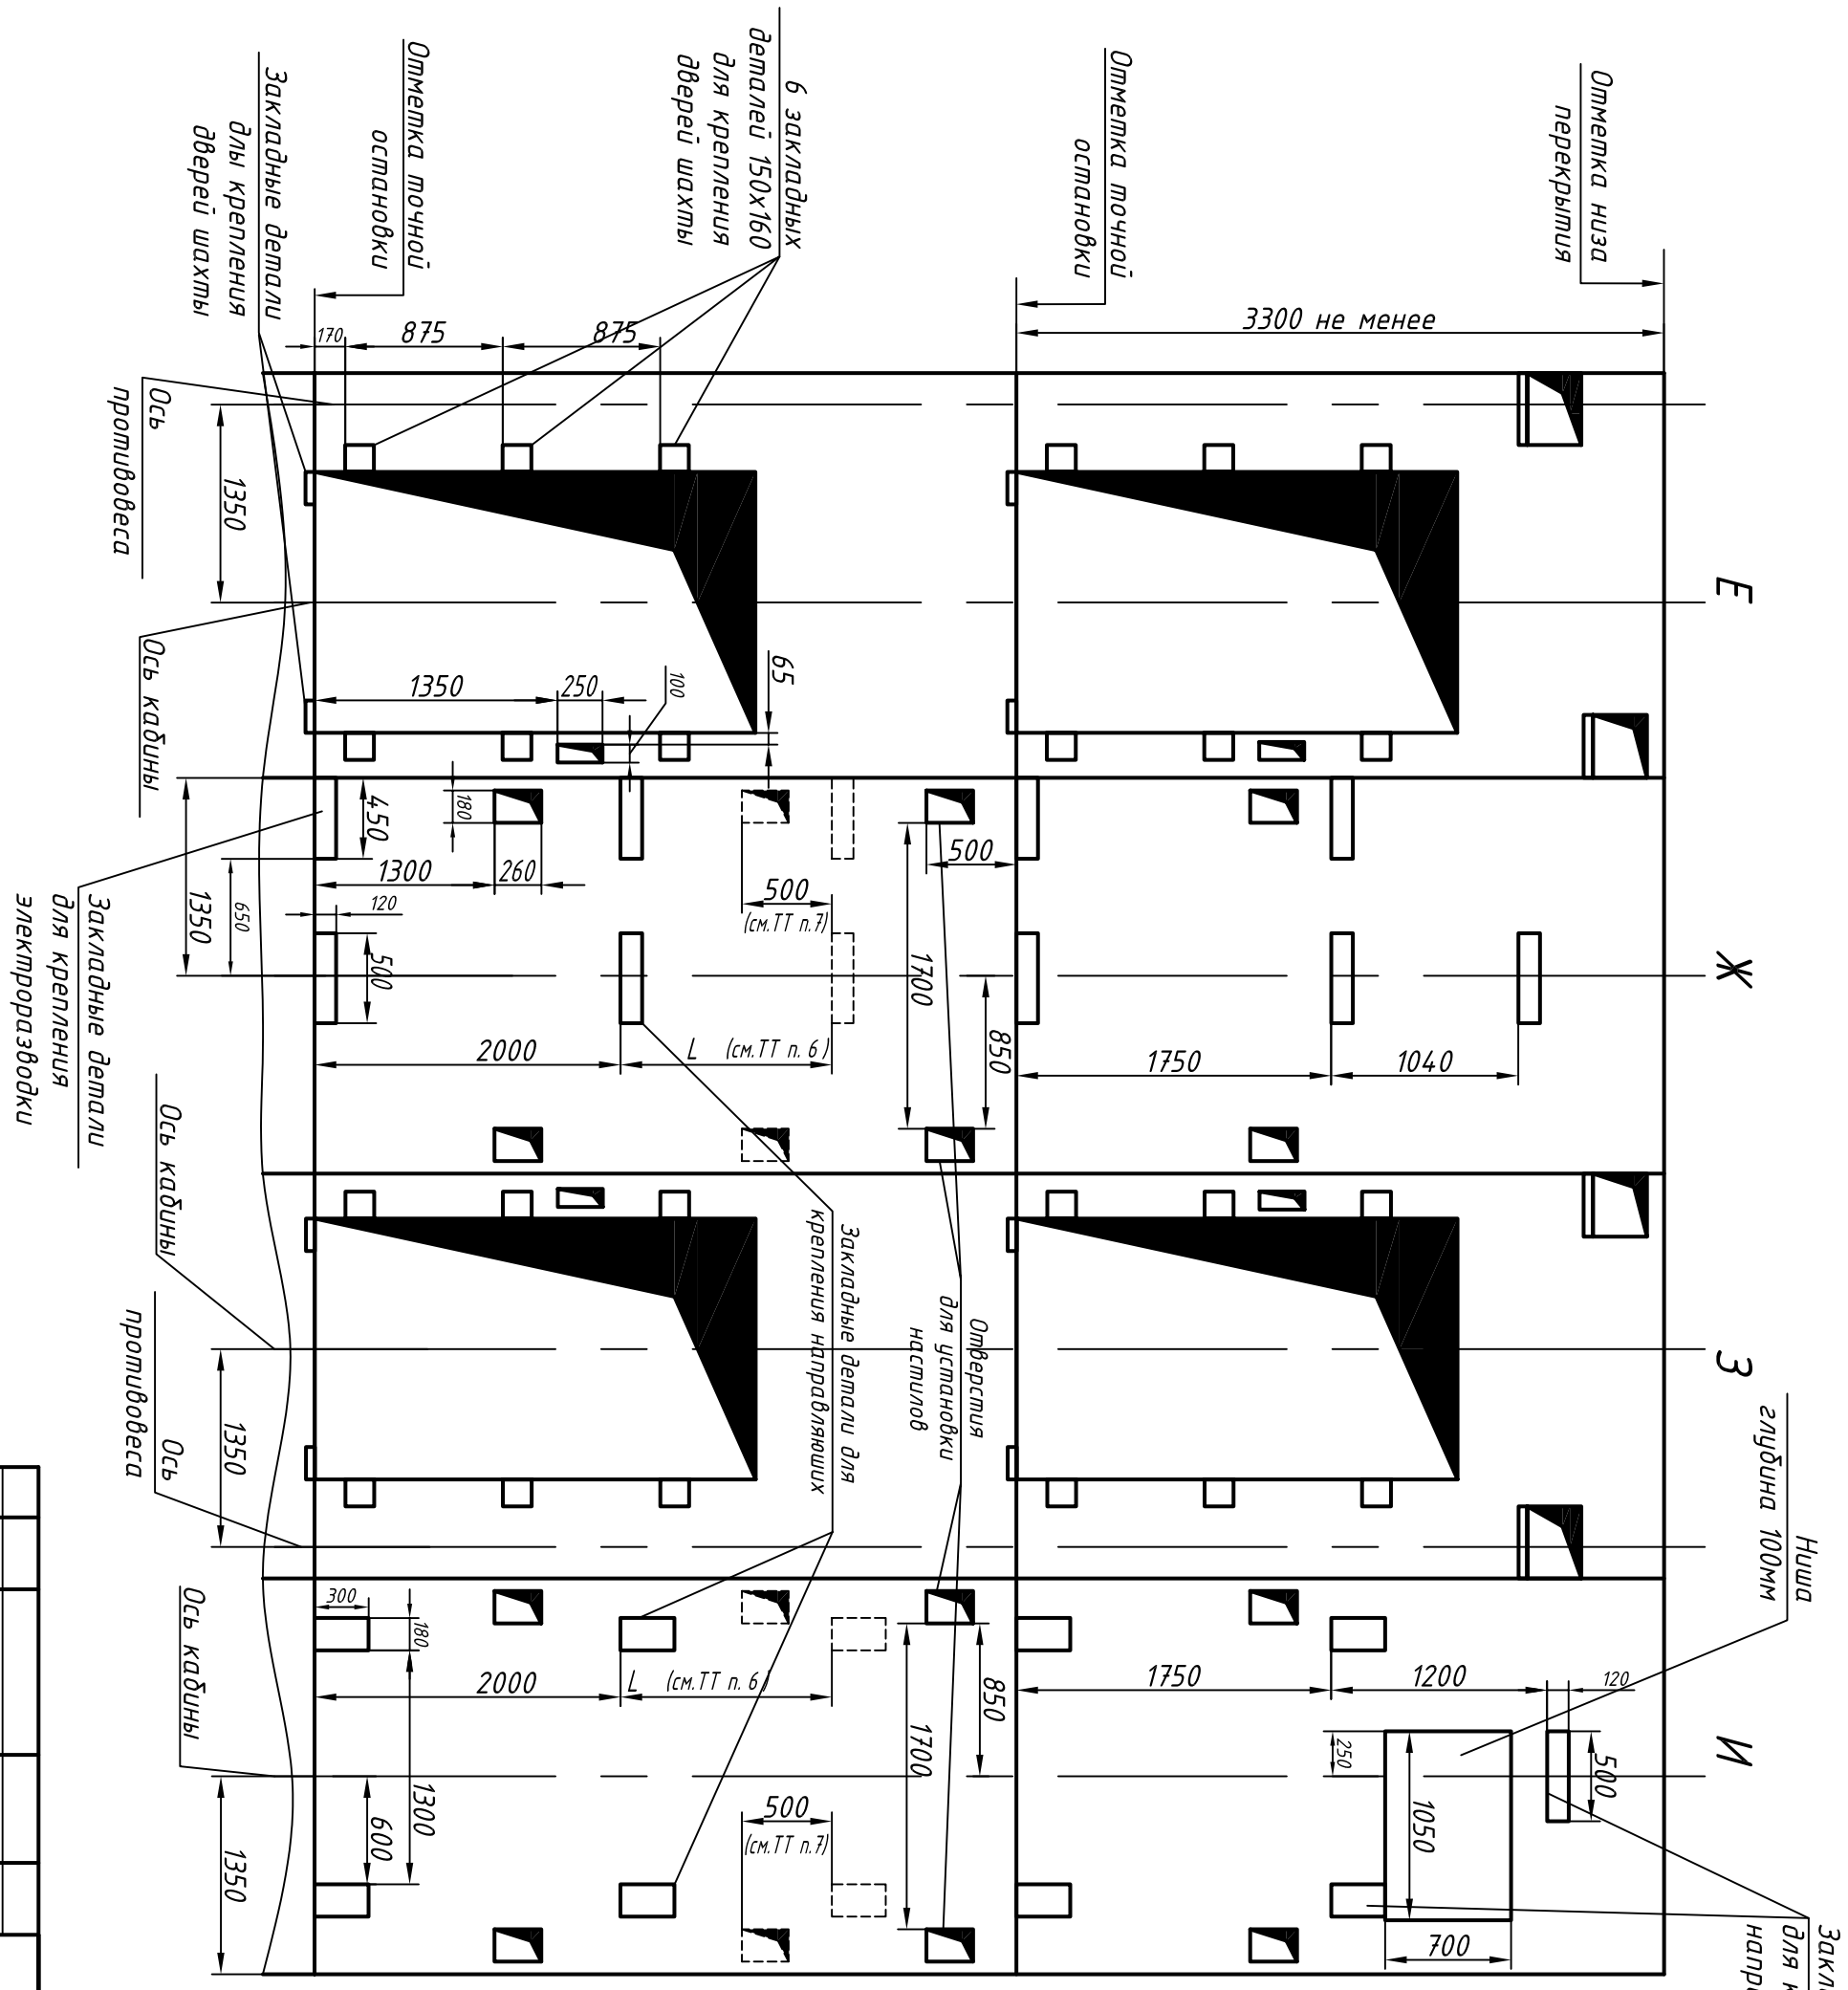 Отметка низа
перекрытия
Отметка точной
остановки
6 закладных
деталей 150х160
для крепления
дверей шахты
Отметка точной
остановки
Закладные детали
длы крепления
дверей шахты
3300 не менее
875
875
170
Ось
противовеса
1350
Ось кабины
Е
65
100
250
1350
Ж
180
450
1300
260
500
500
(см.ТТ п.7)
650
1350
120
500
1700
850
2000
L (см.ТТ п. 6 )
1750
1040
Закладные детали
для крепления
электроразводки
Ось кабины
З
Закладные детали для
крепления направляющих
Отверстия
для установки
настилов
1350
Ось
противовеса
Ниша
глубина 100мм
И
300
180
2000
L (см.ТТ п. 6 )
850
1700
1750
1200
120
250
500
1050
700
1300
600
500
(см.ТТ п.7)
Ось кабины
1350